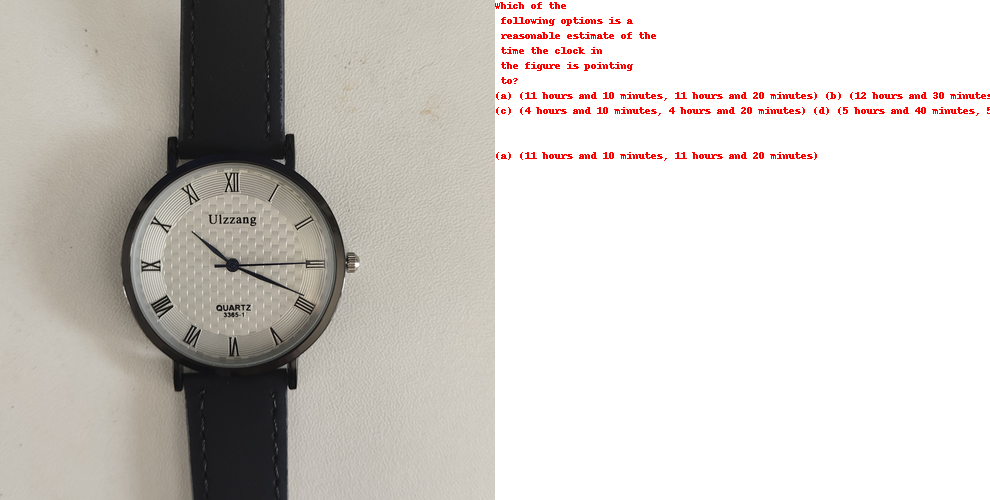 Which of the
following options is a
reasonable estimate of the
time the clock in
the figure is pointing
to?
(a) (11 hours and 10 minutes, 11 hours and 20 minutes) (b) (12 hours and 30 minutes
(c) (4 hours and 10 minutes, 4 hours and 20 minutes) (d) (5 hours and 40 minutes, 5
(a) (11 hours and 10 minutes, 11 hours and 20 minutes)
XII
I
II
III
IIII
V
VI
VII
VIII
IX
X
XI
Ulzzang
QUARTZ
3365-1